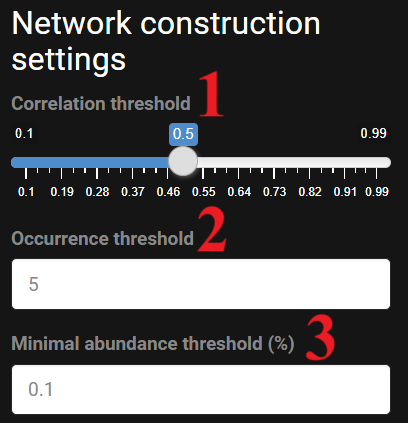 Network construction
settings
Correlation threshold 1
0.1 0.5 0.99
0.1 0.19 0.28 0.37 0.46 0.55 0.64 0.73 0.82 0.91 0.99
Occurrence threshold 2
5
Minimal abundance threshold (%) 3
0.1